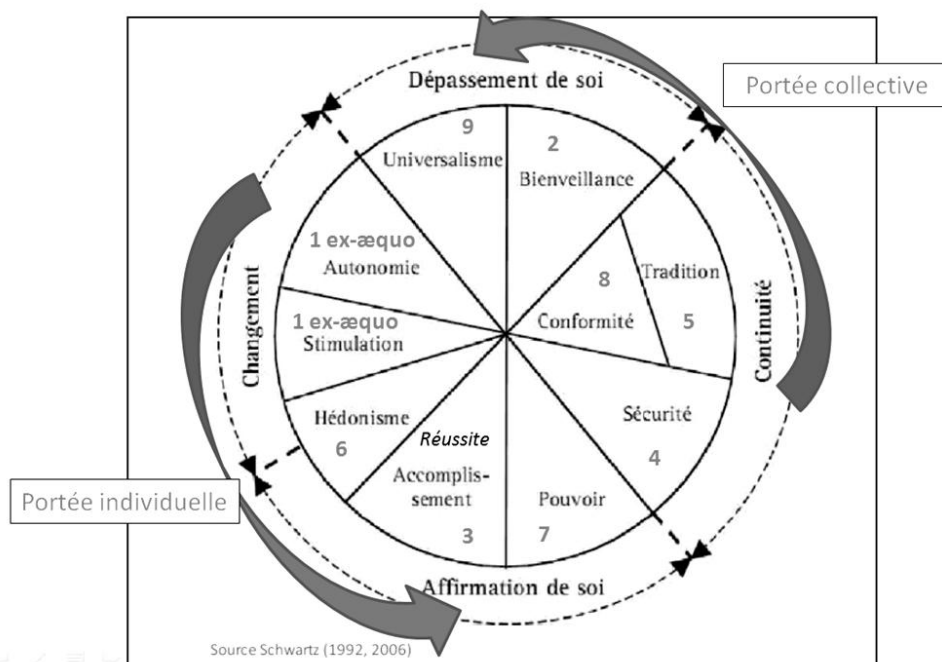 Dépassement de soi
Portée collective
9
Universalisme
2
Bienveillance
1 ex-æquo
Autonomie
8
Conformité
Tradition
5
1 ex-æquo
Stimulation
Changement
Continuité
Hédonisme
6
Réussite
Accomplis-
sement
3
Pouvoir
7
Sécurité
4
Portée individuelle
Affirmation de soi
Source Schwartz (1992, 2006)